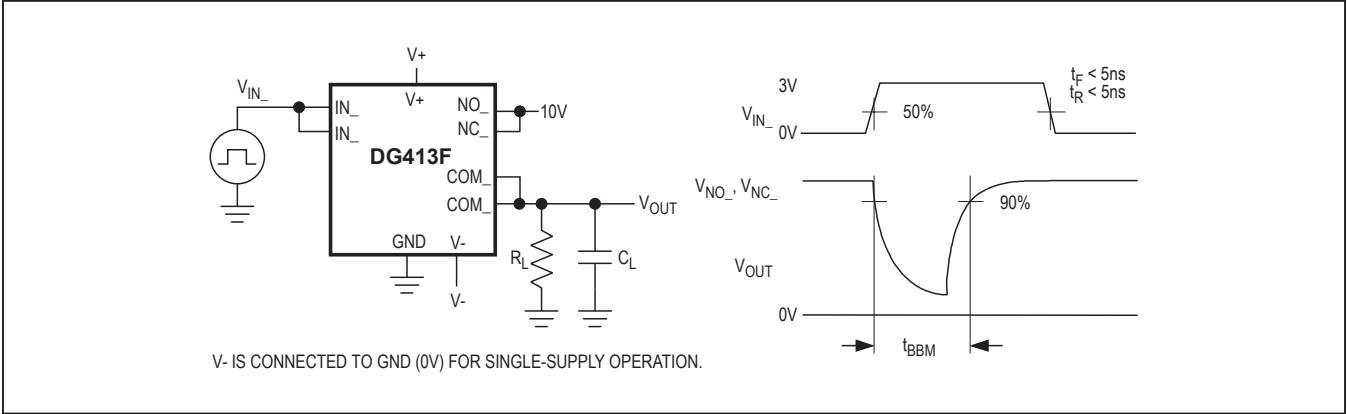 V+
V+
V_IN_
IN_
IN_
NO_
NC_
10V
DG413F
COM_
COM_
V_OUT
GND
V-
V-
R_L
C_L
V- IS CONNECTED TO GND (0V) FOR SINGLE-SUPPLY OPERATION.
3V
V_IN_
0V
50%
t_F < 5ns
t_R < 5ns
V_NO_, V_NC_
90%
V_OUT
0V
t_BBM